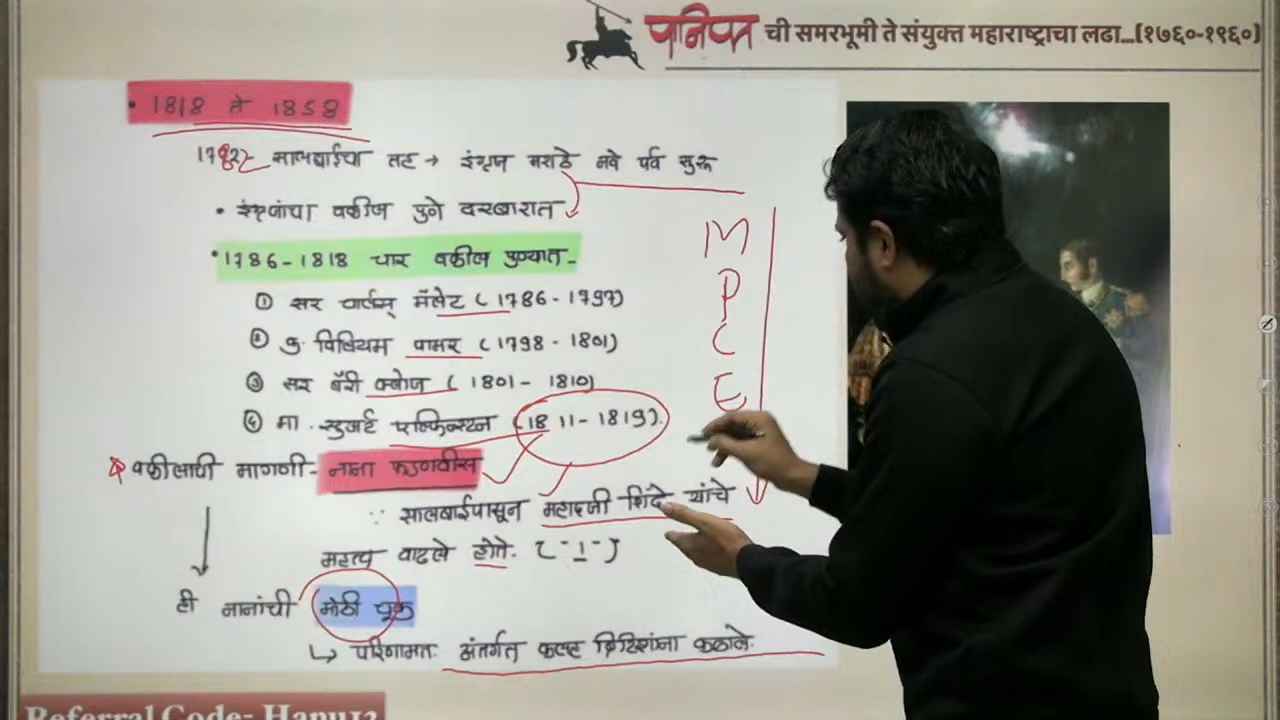 पानिपत ची समरभूमी ते संयुक्त महाराष्ट्राचा लढा...(१७६०-१९६०)
• 1818 ते 1858
1782 सालबाईचा तह → इंग्रज मराठे नवे पर्व सुरू
• इंग्रजांचा वकील पुणे दरबारात
• 1786-1818 चार वकील पुण्यात-
① सर चार्लस् मॅलेट (1786-1797)
② कु. विलियम पामर (1798-1801)
③ सर बॅरी क्लोज (1801-1810)
④ मा. स्टुअर्ट एल्फिन्स्टन (1811-1819).
वकीलाची मागणी- नाना फडणवीस
∵ सालबाईपासून महादजी शिंदे यांचे
महत्व वाढले होते. (-1-)
ही नानांची मोठी चूक
↳ परिणामतः अंतर्गत कलह ब्रिटिशांना कळाले.
M
P
C
E
Referral Code- Hanu13